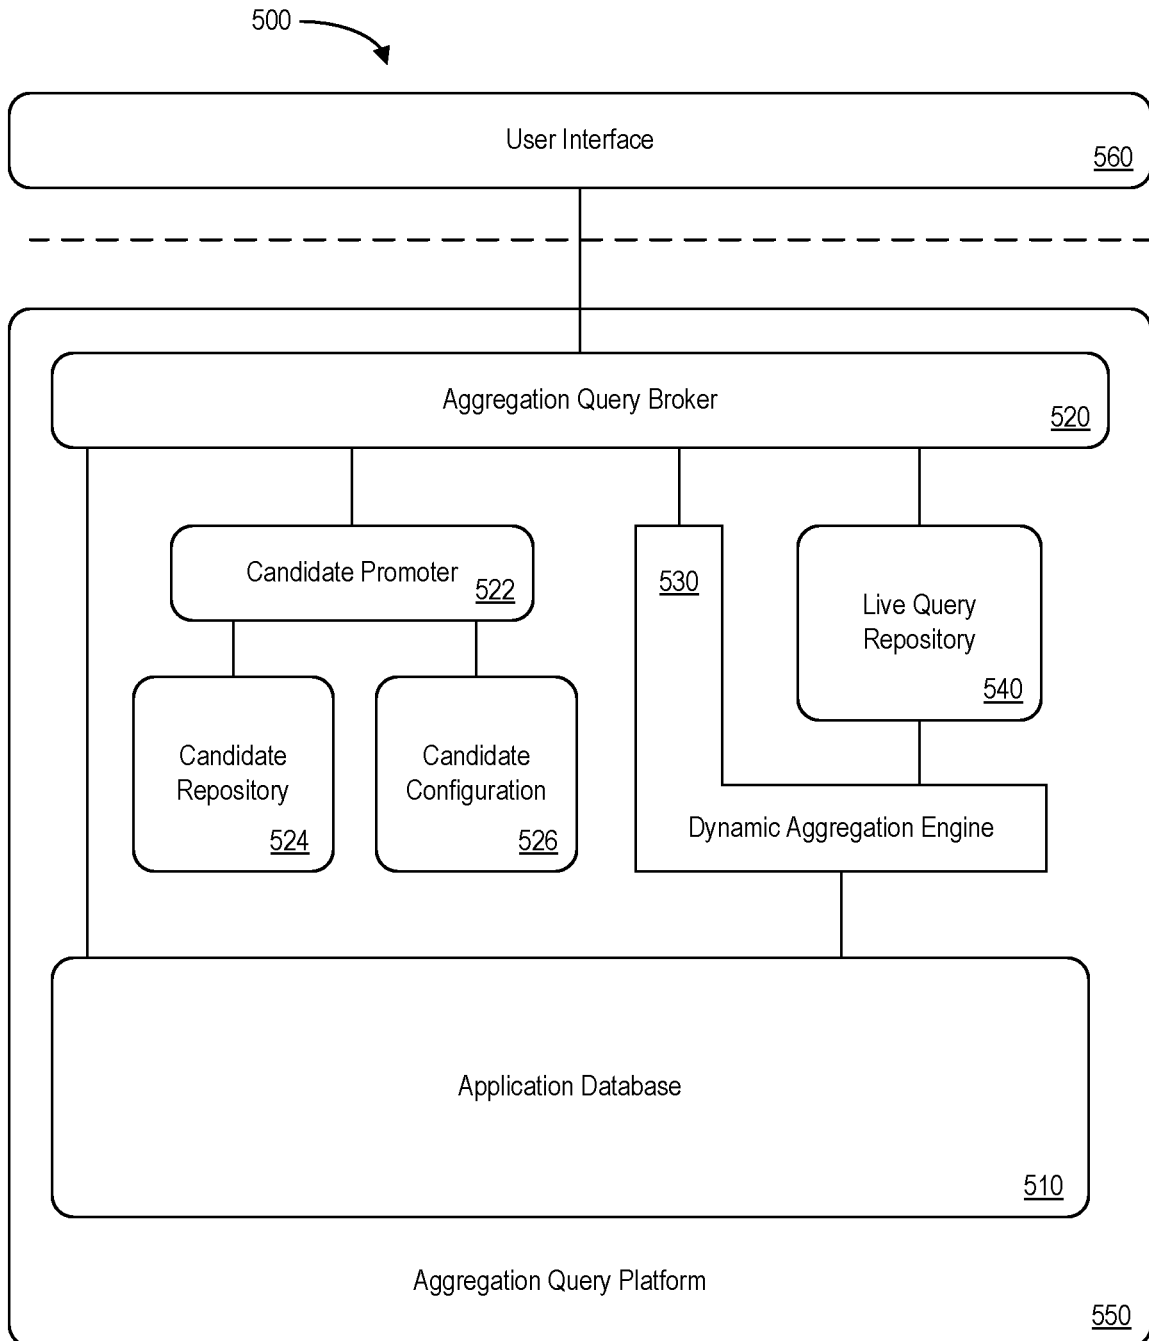 500
User Interface
560
Aggregation Query Broker
520
Candidate Promoter
522
530
Live Query
Repository
540
Candidate
Repository
524
Candidate
Configuration
526
Dynamic Aggregation Engine
Application Database
510
Aggregation Query Platform
550